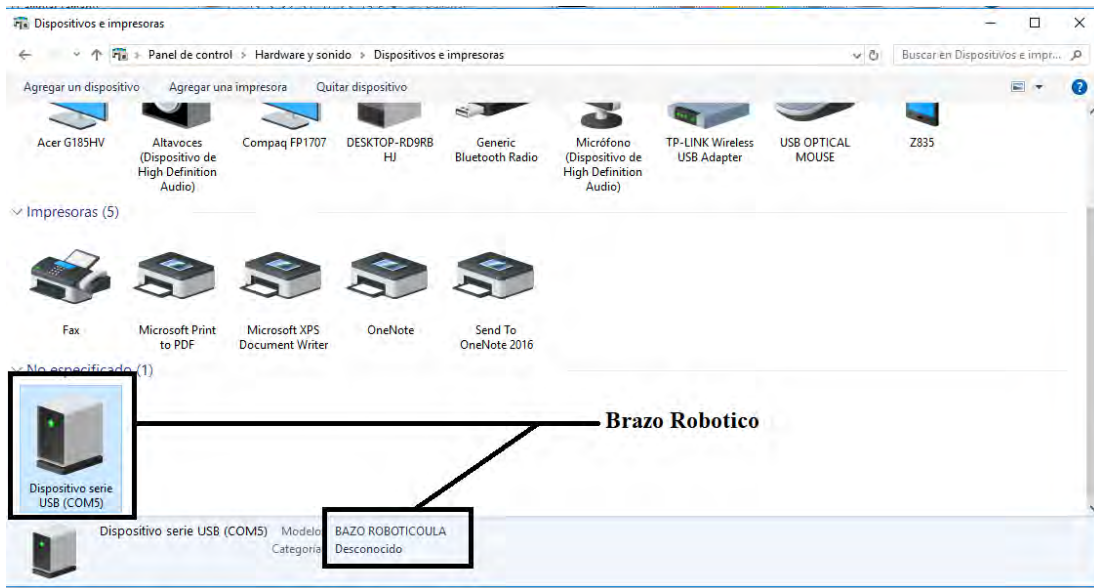 Dispositivos e impresoras
Panel de control > Hardware y sonido > Dispositivos e impresoras
Buscar en Dispositivos e impr...
Agregar un dispositivo Agregar una impresora Quitar dispositivo
Acer G185HV
Altavoces
(Dispositivo de
High Definition
Audio)
Compaq FP1707
DESKTOP-RD9RB
HJ
Generic
Bluetooth Radio
Micrófono
(Dispositivo de
High Definition
Audio)
TP-LINK Wireless
USB Adapter
USB OPTICAL
MOUSE
Z835
Impresoras (5)
Fax
Microsoft Print
to PDF
Microsoft XPS
Document Writer
OneNote
Send To
OneNote 2016
No especificado (1)
Brazo Robotico
Dispositivo serie
USB (COM5)
Dispositivo serie USB (COM5) Modelo BAZO ROBOTICOULA
Categoría Desconocido